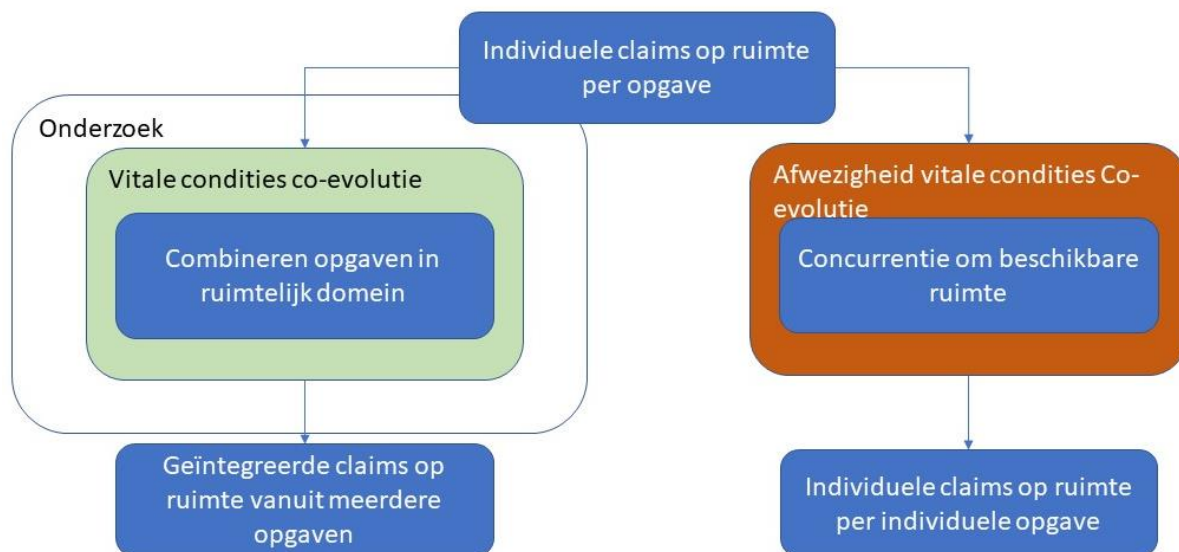 Individuele claims op ruimte
per opgave
Onderzoek
Vitale condities co-evolutie
Combineren opgaven in
ruimtelijk domein
Geïntegreerde claims op
ruimte vanuit meerdere
opgaven
Afwezigheid vitale condities Co-
evolutie
Concurrentie om beschikbare
ruimte
Individuele claims op ruimte
per individuele opgave